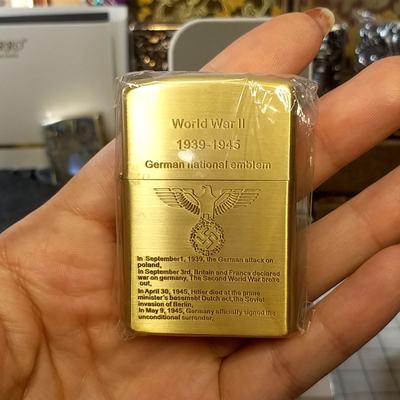 World War II
1939-1945
German national emblem
In September 1, 1939, the German attack on
poland,
In September 3rd, Britain and France declared
war on germany, The Second World War broke
out,
In April 30, 1945, Hitler died at the prime
minister's basement Dutch act,the Soviet
invasion of Berlin,
In May 9, 1945, Germany officially signed the
unconditional surrender,